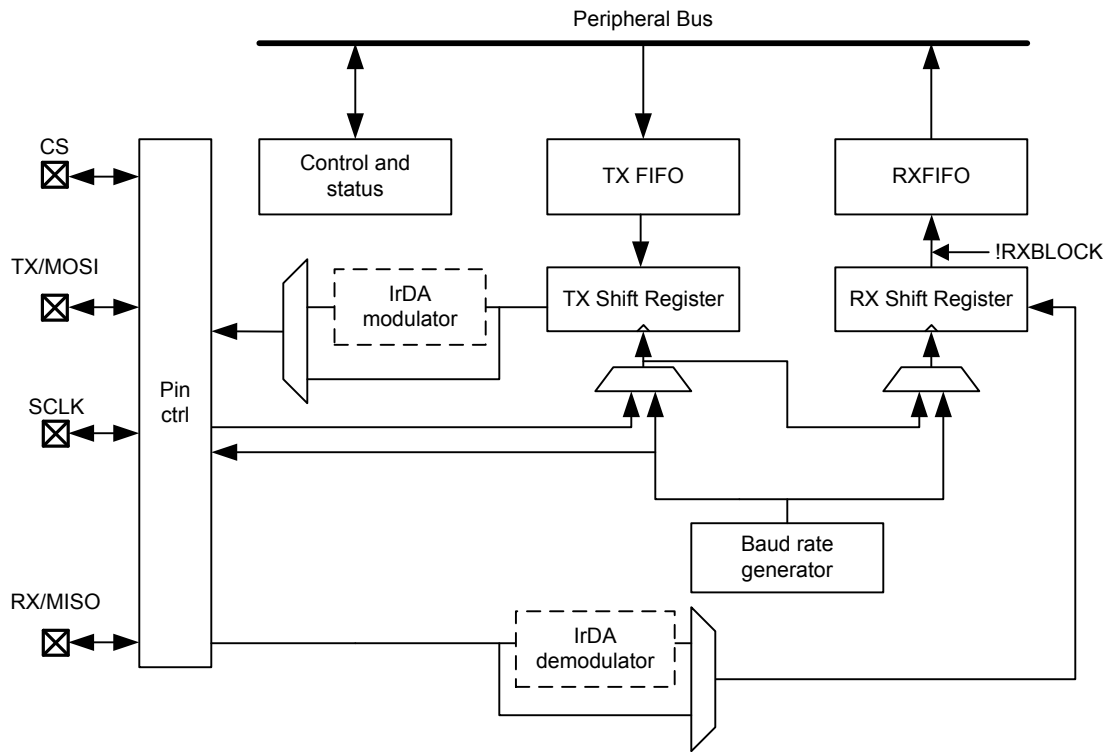 Peripheral Bus
CS
Control and
status
TX FIFO
RXFIFO
!RXBLOCK
TX/MOSI
IrDA
modulator
TX Shift Register
RX Shift Register
Pin
ctrl
SCLK
Baud rate
generator
RX/MISO
IrDA
demodulator